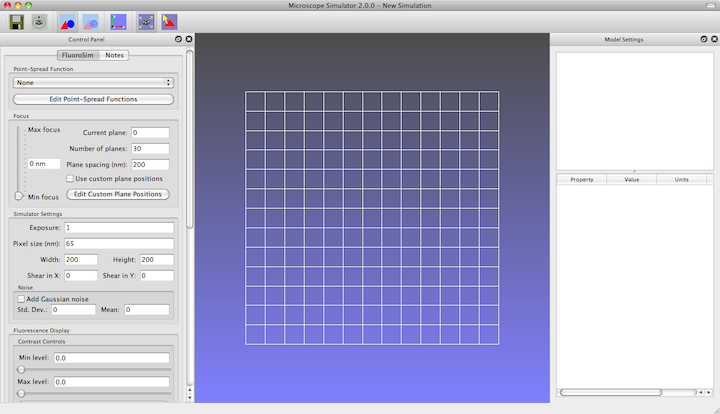 Microscope Simulator 2.0.0 – New Simulation
Control Panel
FluoroSim Notes
Point-Spread Function
None
Edit Point-Spread Functions
Focus
Max focus
Current plane: 0
Number of planes: 30
0 nm
Plane spacing (nm): 200
Use custom plane positions
Min focus
Edit Custom Plane Positions
Simulator Settings
Exposure: 1
Pixel size (nm): 65
Width: 200 Height: 200
Shear in X: 0 Shear in Y: 0
Noise
Add Gaussian noise
Std. Dev.: 0 Mean: 0
Fluorescence Display
Contrast Controls
Min level: 0.0
Max level: 0.0
Model Settings
Property Value Units